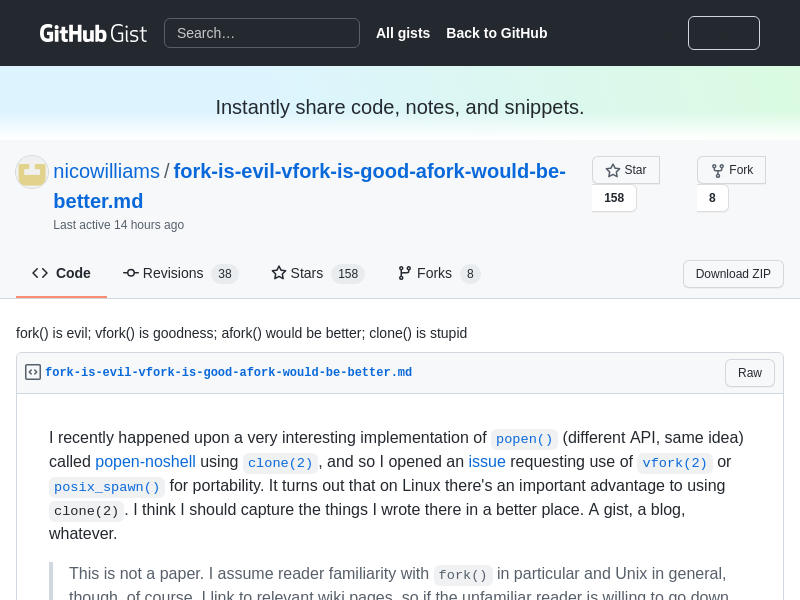 GitHub Gist Search… All gists Back to GitHub
Instantly share code, notes, and snippets.
nicowilliams / fork-is-evil-vfork-is-good-afork-would-be-
better.md
Last active 14 hours ago
Star
158
Fork
8
Code Revisions 38 Stars 158 Forks 8 Download ZIP
fork() is evil; vfork() is goodness; afork() would be better; clone() is stupid
fork-is-evil-vfork-is-good-afork-would-be-better.md Raw
I recently happened upon a very interesting implementation of popen() (different API, same idea)
called popen-noshell using clone(2), and so I opened an issue requesting use of vfork(2) or
posix_spawn() for portability. It turns out that on Linux there's an important advantage to using
clone(2). I think I should capture the things I wrote there in a better place. A gist, a blog,
whatever.
This is not a paper. I assume reader familiarity with fork() in particular and Unix in general,
though, of course, I link to relevant wiki pages, so if the unfamiliar reader is willing to go down